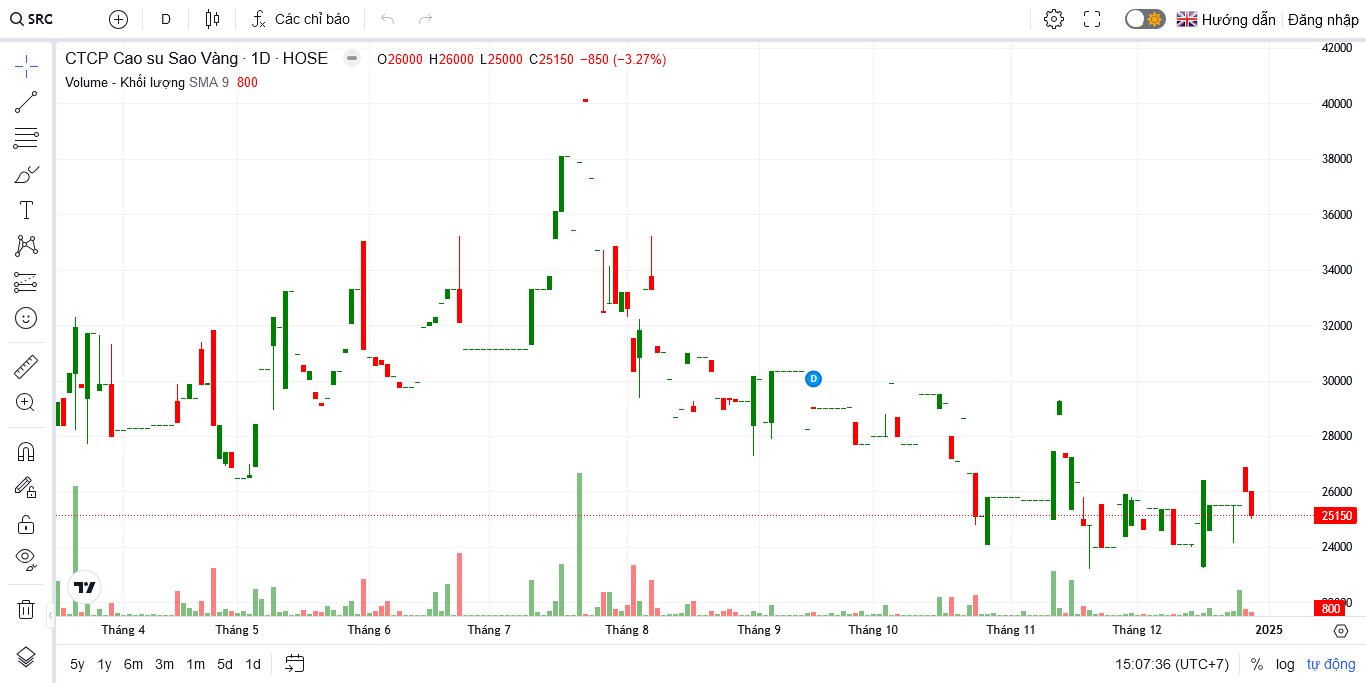 SRC D Các chỉ báo Hướng dẫn Đăng nhập
CTCP Cao su Sao Vàng · 1D · HOSE O26000 H26000 L25000 C25150 −850 (−3.27%)
Volume - Khối lượng SMA 9 800
42000
40000
38000
36000
34000
32000
30000
D
28000
26000
25150
24000
800
Tháng 4 Tháng 5 Tháng 6 Tháng 7 Tháng 8 Tháng 9 Tháng 10 Tháng 11 Tháng 12 2025
5y 1y 6m 3m 1m 5d 1d 15:07:36 (UTC+7) % log tự động